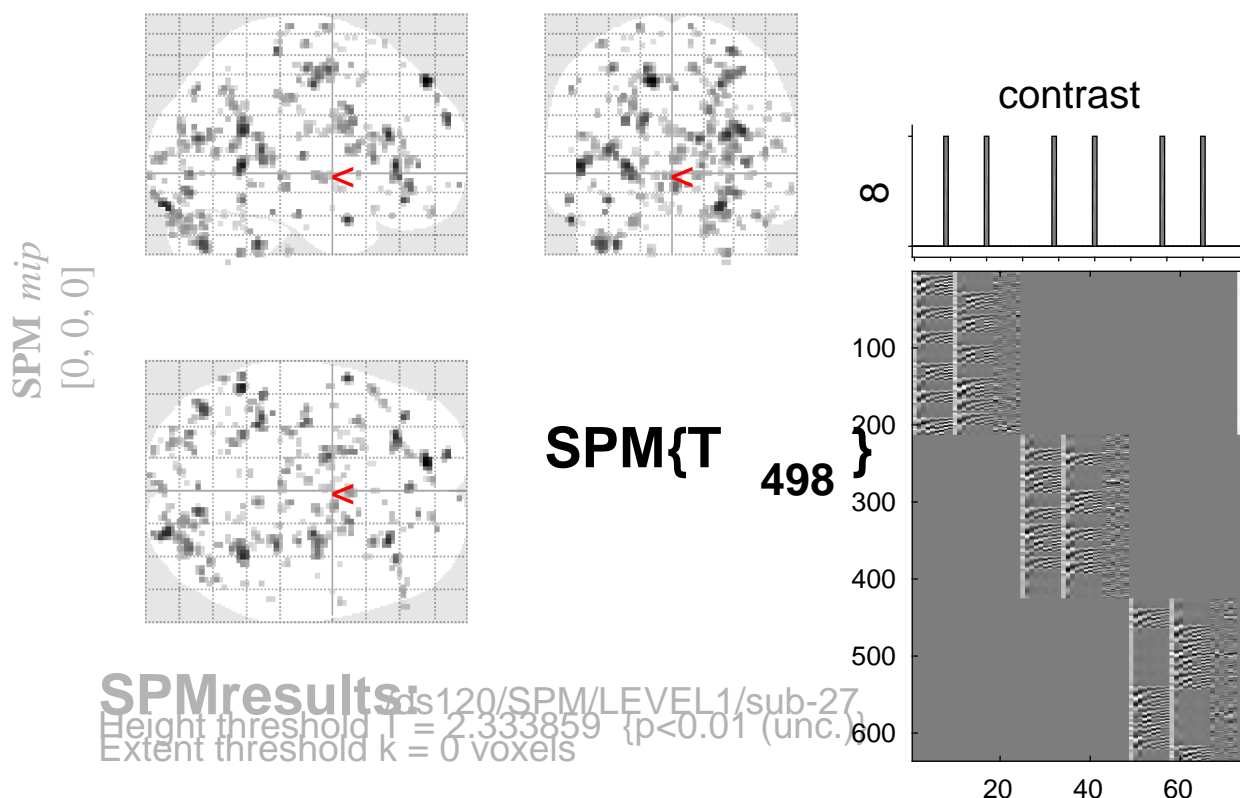 SPM mip
[0, 0, 0]
<
<
<
SPM{T 498 }
SPMresults: /ds120/SPM/LEVEL1/sub-27
Height threshold T = 2.333859 {p<0.01 (unc.)}
Extent threshold k = 0 voxels
contrast
8
100
200
300
400
500
600
20 40 60